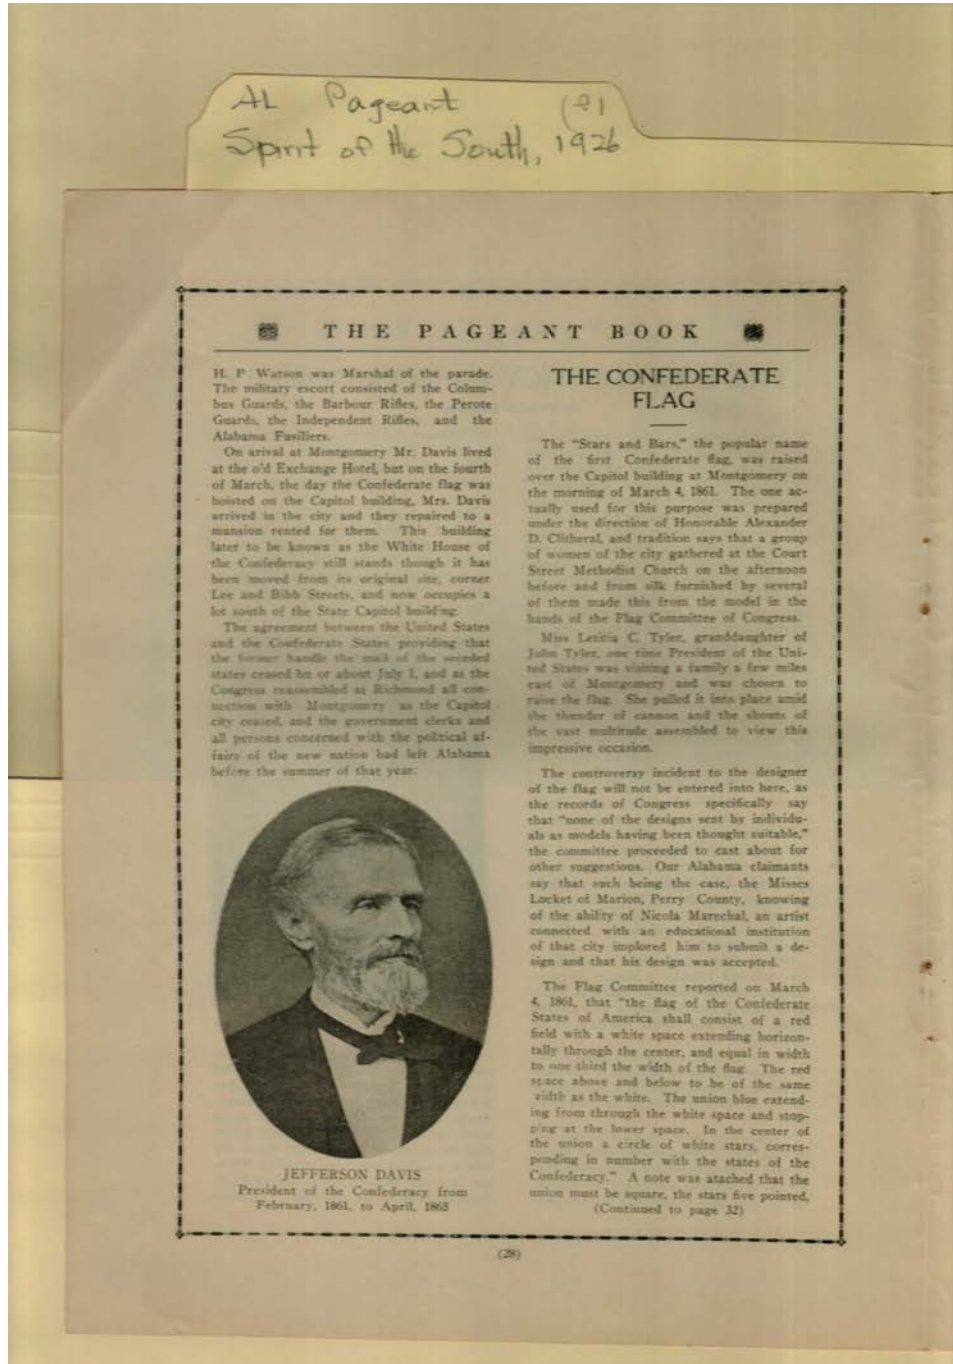 AL Pageant (P)
Spirit of the South, 1926
THE PAGEANT BOOK
H. P Watson was Marshal of the parade.
The military escort consisted of the Colum-
bus Guards, the Barbour Rifles, the Perote
Guards, the Independent Rifles, and the
Alabama Fusiliers.
On arival at Montgomery Mr. Davis lived
at the o'd Exchange Hotel, but on the fourth
of March, the day the Confederate flag was
hoisted on the Capitol building, Mrs. Davis
arrived in the city and they repaired to a
mansion rented for them. This building
later to be known as the White House of
the Confederacy still stands though it has
been moved from its original site, corner
Lee and Bibb Streets, and now occupies a
lot south of the State Capitol building.
The agreement between the United States
and the Confederate States providing that
the former handle the mail of the seceded
states ceased on or about July 1, and as the
Congress reassembled at Richmond all con-
nection with Montgomery as the Capitol
city ceased, and the government clerks and
all persons concerned with the political af-
fairs of the new nation had left Alabama
before the summer of that year.
JEFFERSON DAVIS
President of the Confederacy from
February, 1861, to April, 1865
THE CONFEDERATE
FLAG
The "Stars and Bars," the popular name
of the first Confederate flag, was raised
over the Capitol building at Montgomery on
the morning of March 4, 1861. The one ac-
tually used for this purpose was prepared
under the direction of Honorable Alexander
D. Clitheral, and tradition says that a group
of women of the city gathered at the Court
Street Methodist Church on the afternoon
before and from silk furnished by several
of them made this from the model in the
hands of the Flag Committee of Congress.
Miss Letitia C. Tyler, granddaughter of
John Tyler, one time President of the Uni-
ted States was visiting a family a few miles
east of Montgomery and was chosen to
raise the flag. She pulled it into place amid
the thunder of cannon and the shouts of
the vast multitude assembled to view this
impressive occasion.
The controversy incident to the designer
of the flag will not be entered into here, as
the records of Congress specifically say
that "none of the designs sent by individu-
als as models having been thought suitable,"
the committee proceeded to cast about for
other suggestions. Our Alabama claimants
say that such being the case, the Misses
Locket of Marion, Perry County, knowing
of the ability of Nicola Marechal, an artist
connected with an educational institution
of that city implored him to submit a de-
sign and that his design was accepted.
The Flag Committee reported on March
4, 1861, that "the flag of the Confederate
States of America shall consist of a red
field with a white space extending horizon-
tally through the center, and equal in width
to one third the width of the flag The red
space above and below to be of the same
width as the white. The union blue extend-
ing from through the white space and stop-
ping at the lower space. In the center of
the union a circle of white stars, corres-
ponding in number with the states of the
Confederacy." A note was atached that the
union must be square, the stars five pointed,
(Continued to page 32)
(28)